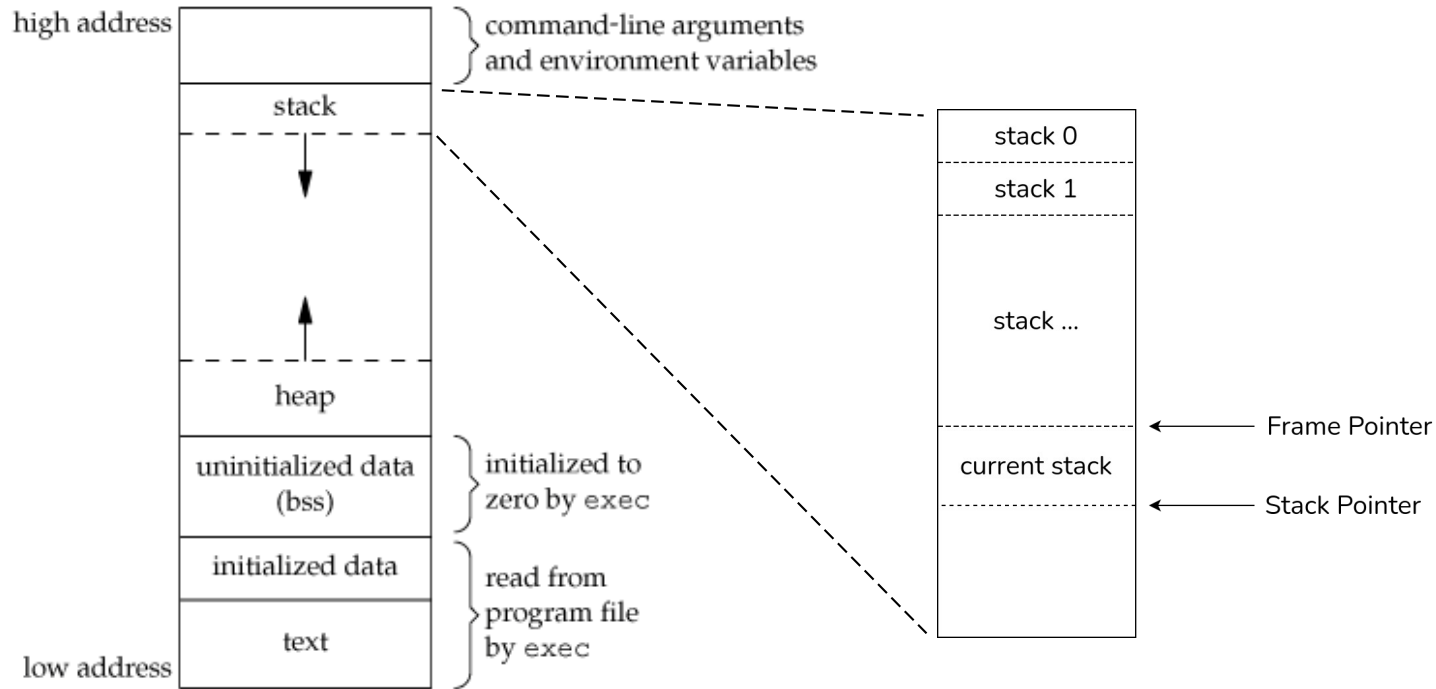 high address
command-line arguments
and environment variables
stack
stack 0
stack 1
stack ...
heap
Frame Pointer
uninitialized data
(bss)
initialized to
zero by exec
current stack
Stack Pointer
initialized data
read from
program file
by exec
text
low address